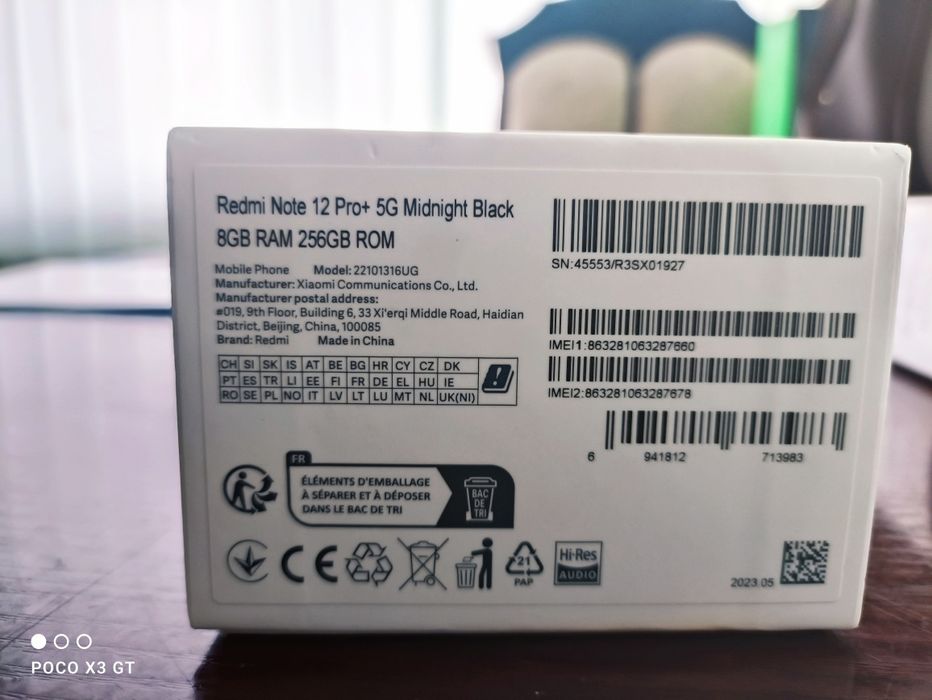 Redmi Note 12 Pro+ 5G Midnight Black
8GB RAM 256GB ROM
Mobile Phone Model: 22101316UG
Manufacturer: Xiaomi Communications Co., Ltd.
Manufacturer postal address:
#019, 9th Floor, Building 6, 33 Xi'erqi Middle Road, Haidian
District, Beijing, China, 100085
Brand: Redmi Made in China
CH SI SK IS AT BE BG HR CY CZ DK
PT ES TR LI EE FI FR DE EL HU IE
RO SE PL NO IT LV LT LU MT NL UK(NI)
SN:45553/R3SX01927
IMEI1:863281063287660
IMEI2:863281063287678
6 941812 713983
FR
ÉLÉMENTS D'EMBALLAGE
À SÉPARER ET À DÉPOSER
DANS LE BAC DE TRI
BAC
DE
TRI
CE
21
PAP
Hi-Res
AUDIO
2023.05
POCO X3 GT